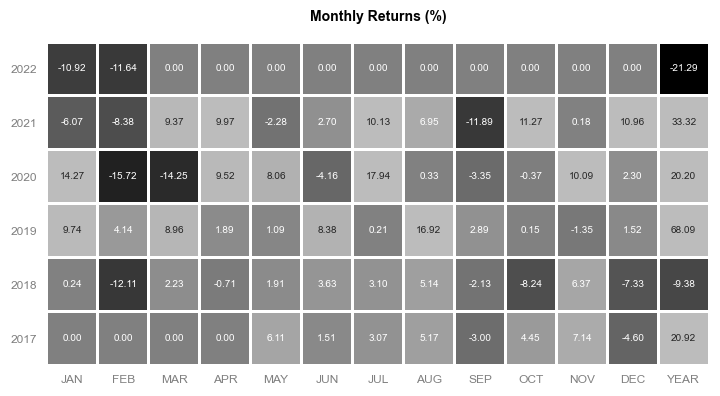 Monthly Returns (%)
2022 -10.92 -11.64 0.00 0.00 0.00 0.00 0.00 0.00 0.00 0.00 0.00 0.00 -21.29
2021 -6.07 -8.38 9.37 9.97 -2.28 2.70 10.13 6.95 -11.89 11.27 0.18 10.96 33.32
2020 14.27 -15.72 -14.25 9.52 8.06 -4.16 17.94 0.33 -3.35 -0.37 10.09 2.30 20.20
2019 9.74 4.14 8.96 1.89 1.09 8.38 0.21 16.92 2.89 0.15 -1.35 1.52 68.09
2018 0.24 -12.11 2.23 -0.71 1.91 3.63 3.10 5.14 -2.13 -8.24 6.37 -7.33 -9.38
2017 0.00 0.00 0.00 0.00 6.11 1.51 3.07 5.17 -3.00 4.45 7.14 -4.60 20.92
JAN FEB MAR APR MAY JUN JUL AUG SEP OCT NOV DEC YEAR